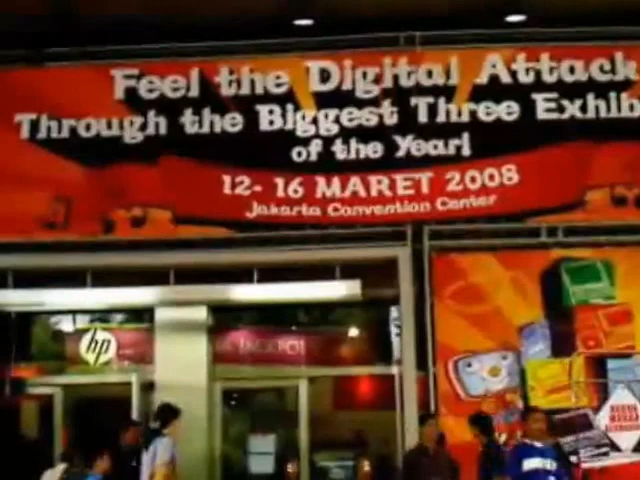 Feel the Digital Attack
Through the Biggest Three Exhib
of the Year!
12- 16 MARET 2008
Jakarta Convention Center
hp